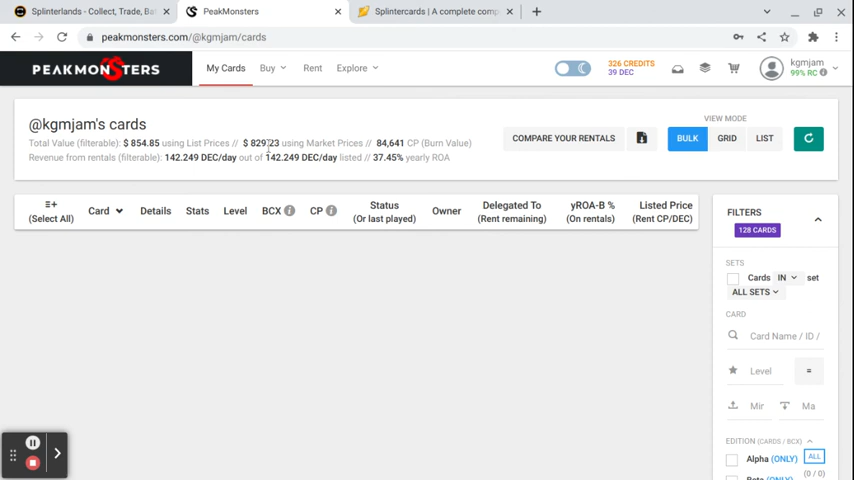 Splinterlands - Collect, Trade, Ba
PeakMonsters
Splintercards | A complete comp
peakmonsters.com/@kgmjam/cards
PEAKMONSTERS
My Cards
Buy
Rent
Explore
326 CREDITS
39 DEC
kgmjam
99% RC
@kgmjam's cards
Total Value (filterable): $ 854.85 using List Prices // $ 829.23 using Market Prices // 84,641 CP (Burn Value)
Revenue from rentals (filterable): 142.249 DEC/day out of 142.249 DEC/day listed // 37.45% yearly ROA
COMPARE YOUR RENTALS
VIEW MODE
BULK
GRID
LIST
(Select All)
Card
Details
Stats
Level
BCX
CP
Status
(Or last played)
Owner
Delegated To
(Rent remaining)
yROA-B %
(On rentals)
Listed Price
(Rent CP/DEC)
FILTERS
128 CARDS
SETS
Cards IN set
ALL SETS
CARD
Card Name / ID /
Level
=
Mir
Ma
EDITION (CARDS / BCX)
Alpha (ONLY)
ALL
(0 / 0)
Beta (ONLY)
ALL